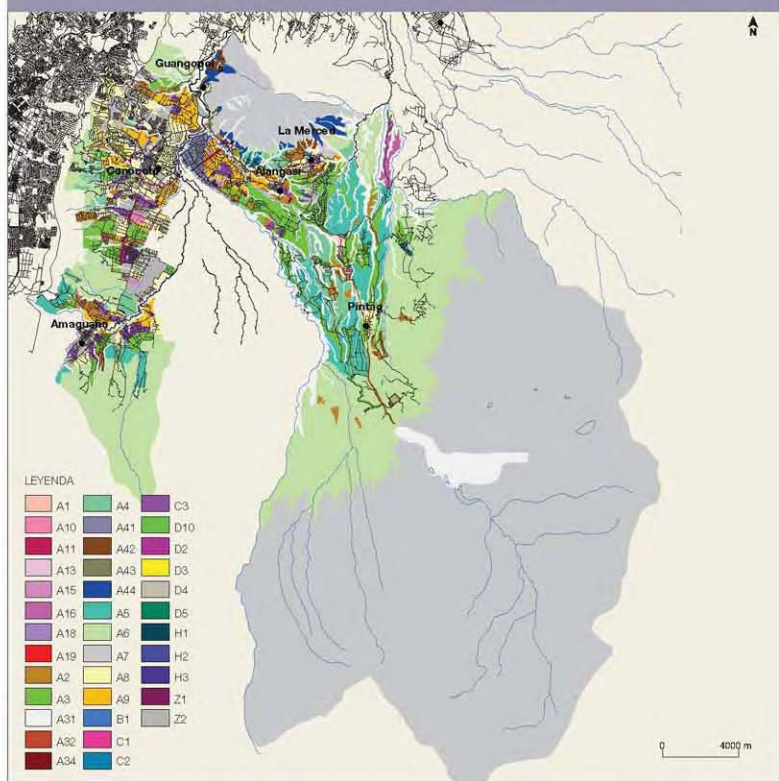 N
Guangopol
La Merced
Alangasí
Conocoto
Pintag
Amaguaña
LEYENDA
A1 A4 C3
A10 A41 D10
A11 A42 D2
A13 A43 D3
A15 A44 D4
A16 A5 D5
A18 A6 H1
A19 A7 H2
A2 A8 H3
A3 A9 Z1
A31 B1 Z2
A32 C1
A34 C2
0 4000 m